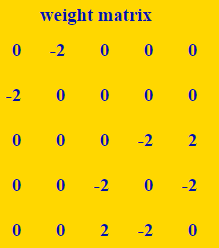 weight matrix
0 -2 0 0 0
-2 0 0 0 0
0 0 0 -2 2
0 0 -2 0 -2
0 0 2 -2 0